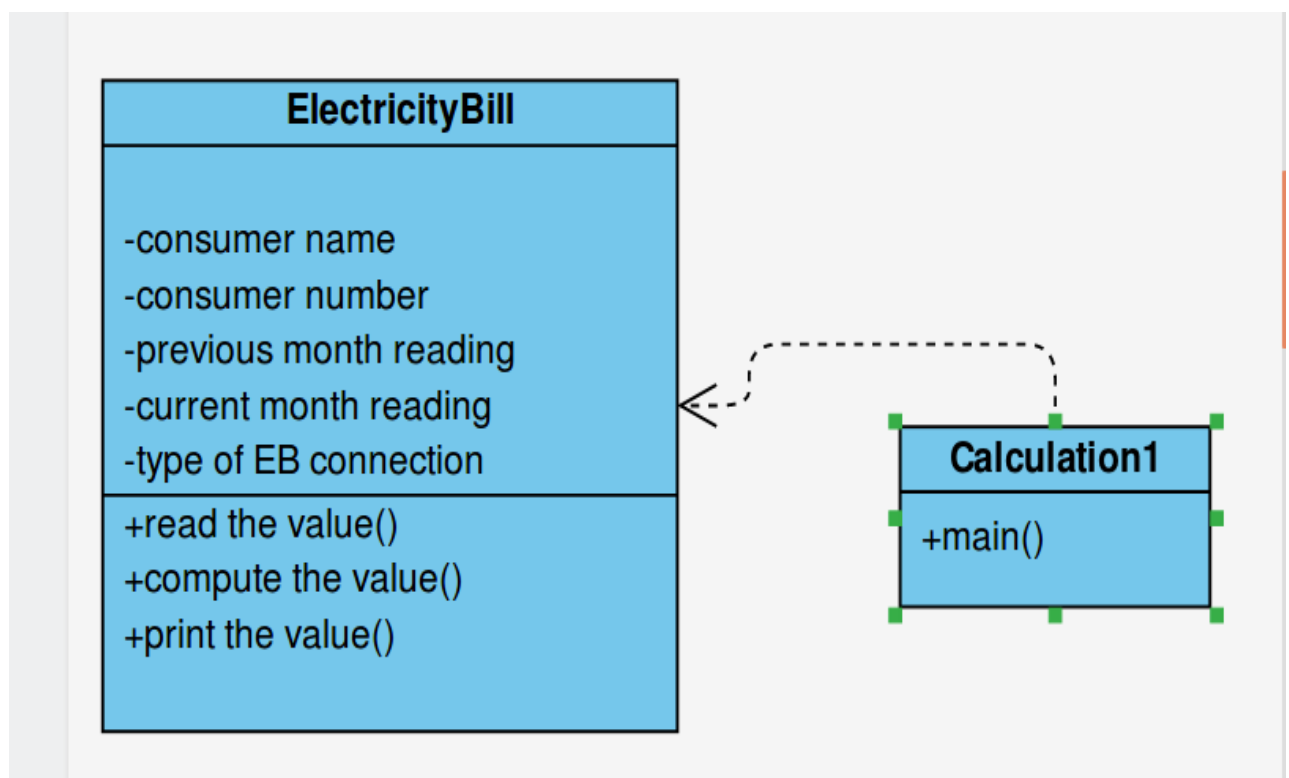 ElectricityBill
-consumer name
-consumer number
-previous month reading
-current month reading
-type of EB connection
+read the value()
+compute the value()
+print the value()
Calculation1
+main()